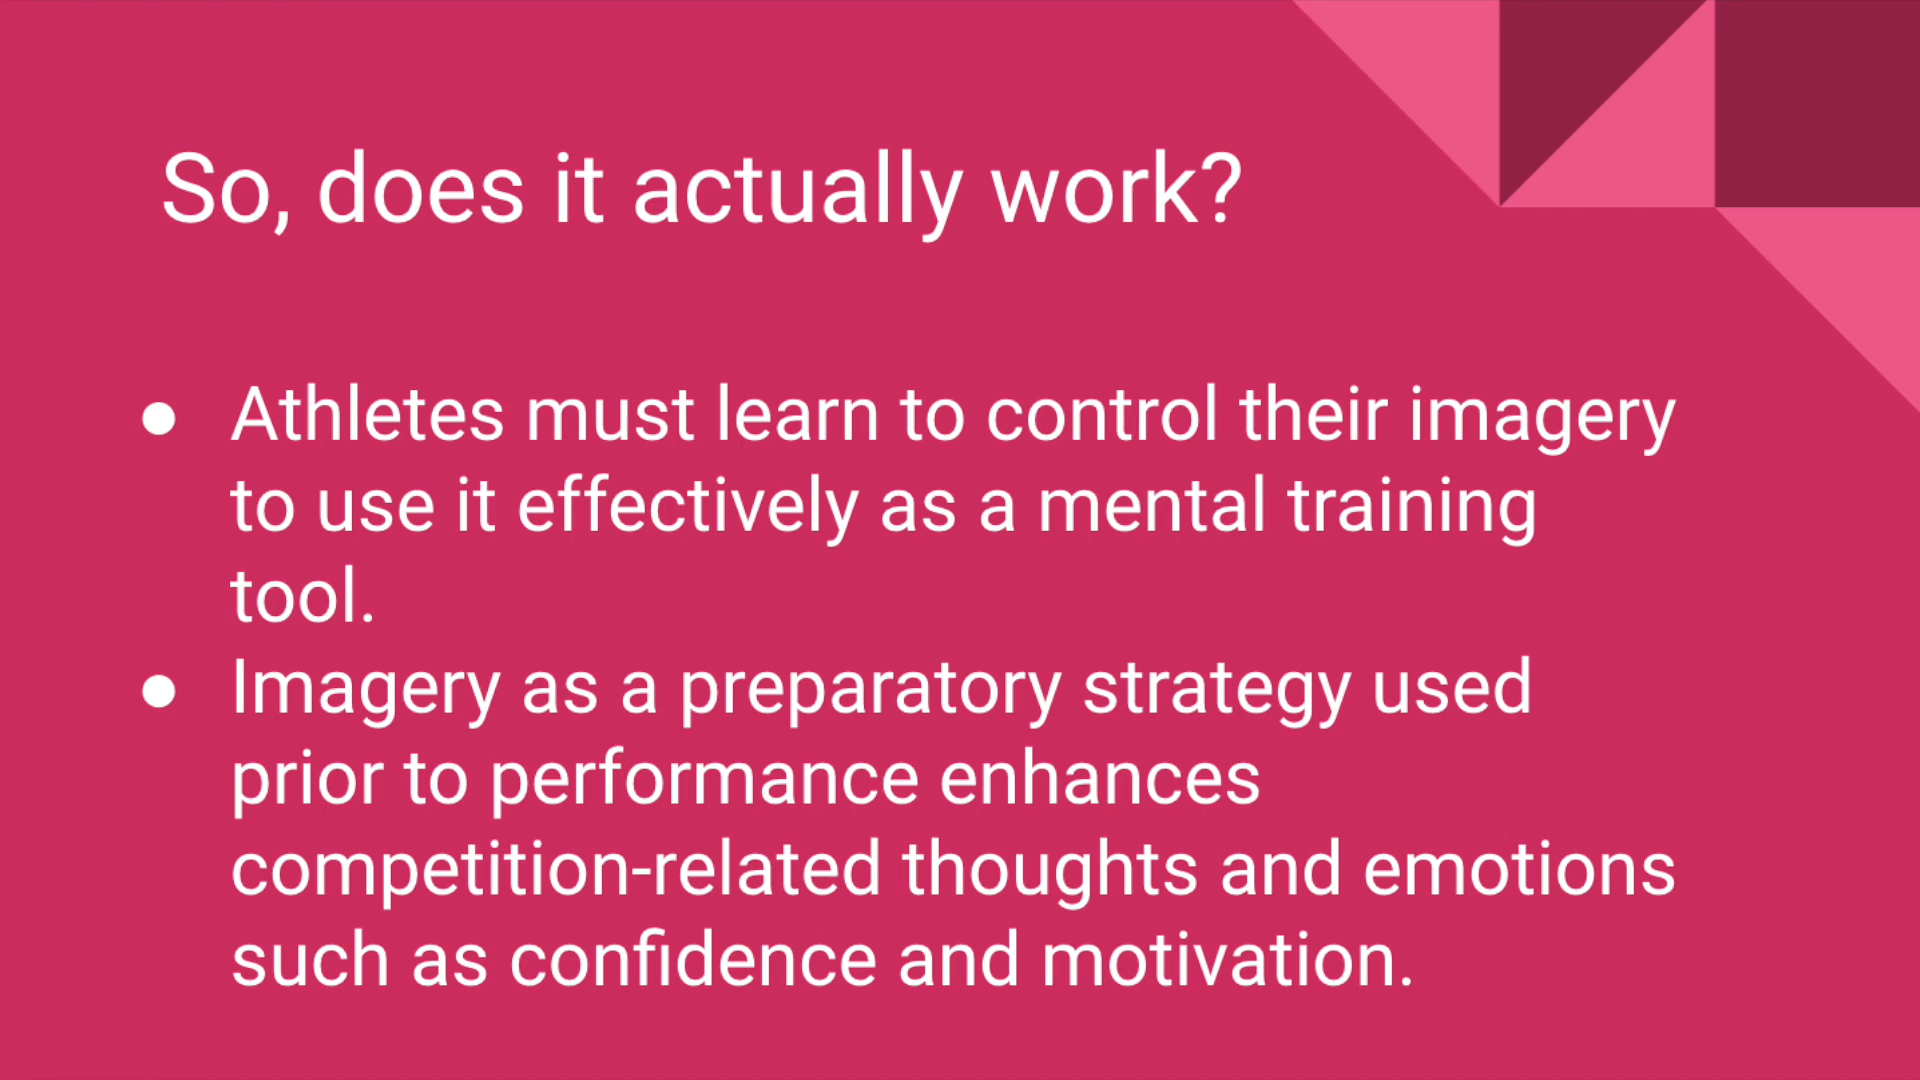 So, does it actually work?
● Athletes must learn to control their imagery
to use it effectively as a mental training
tool.
● Imagery as a preparatory strategy used
prior to performance enhances
competition-related thoughts and emotions
such as confidence and motivation.